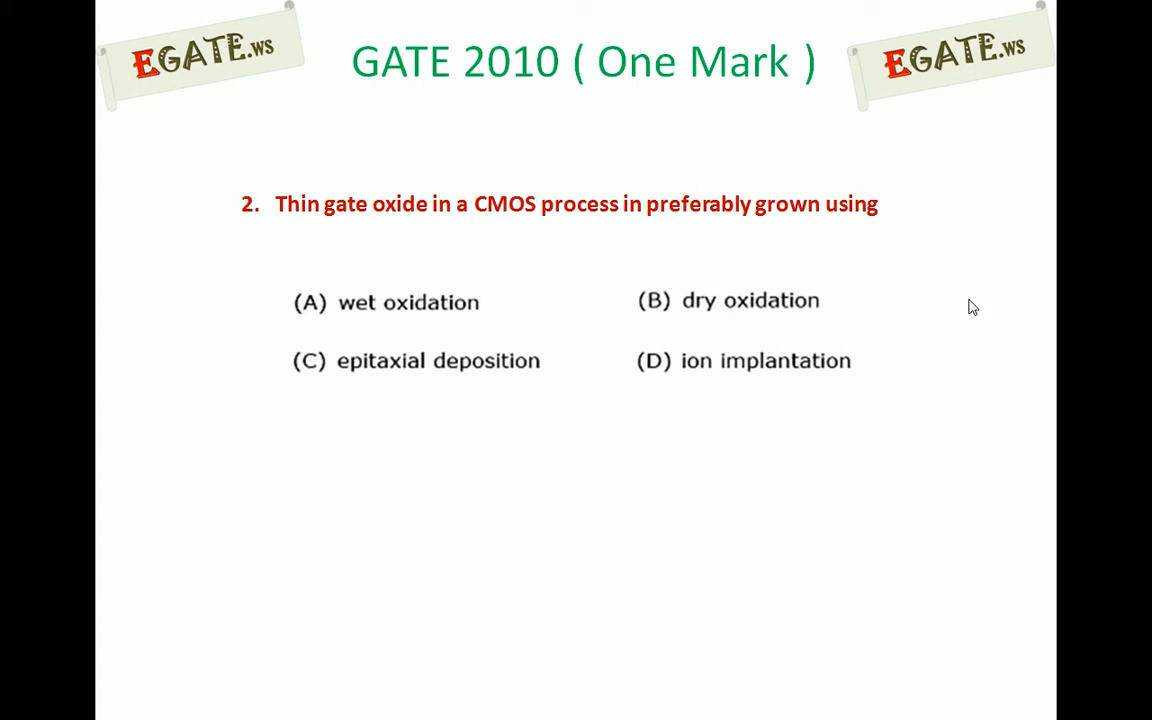 EGATE.ws
GATE 2010 ( One Mark )
EGATE.ws
2. Thin gate oxide in a CMOS process in preferably grown using
(A) wet oxidation
(B) dry oxidation
(C) epitaxial deposition
(D) ion implantation